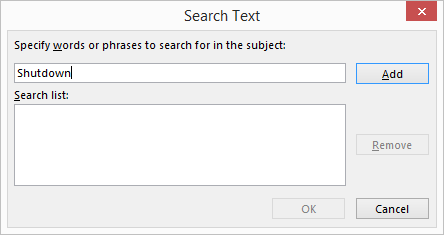 Search Text
Specify words or phrases to search for in the subject:
Shutdown
Add
Search list:
Remove
OK
Cancel